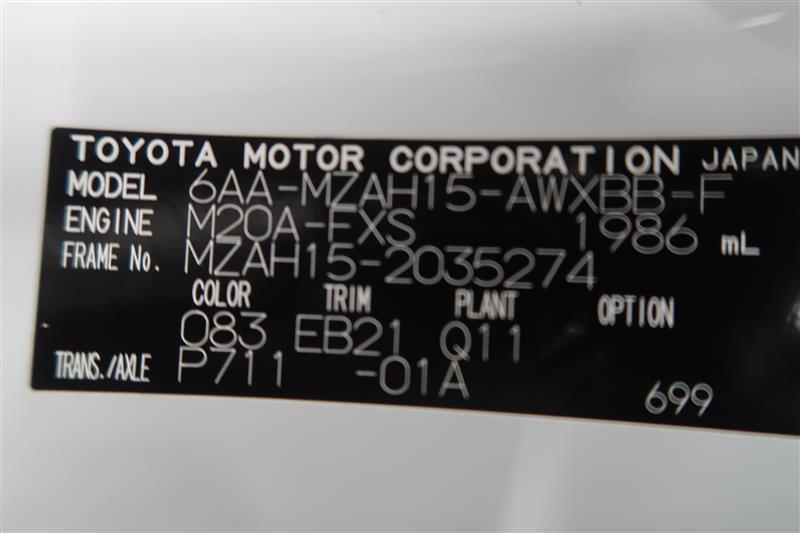 TOYOTA MOTOR CORPORATION JAPAN
MODEL 6AA-MZAH15-AWXBB-F
ENGINE M20A-FXS 1986 mL
FRAME No. MZAH15-2035274
COLOR TRIM PLANT OPTION
083 EB21 Q11
TRANS./AXLE P711 -01A
699